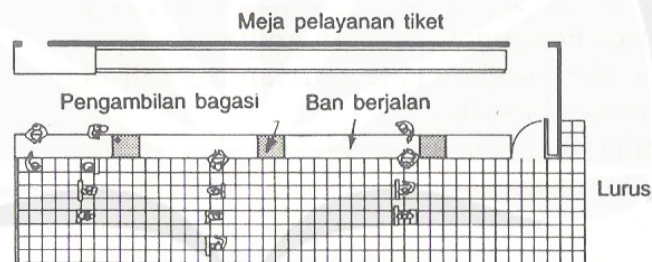 Meja pelayanan tiket
Pengambilan bagasi
Ban berjalan
Lurus